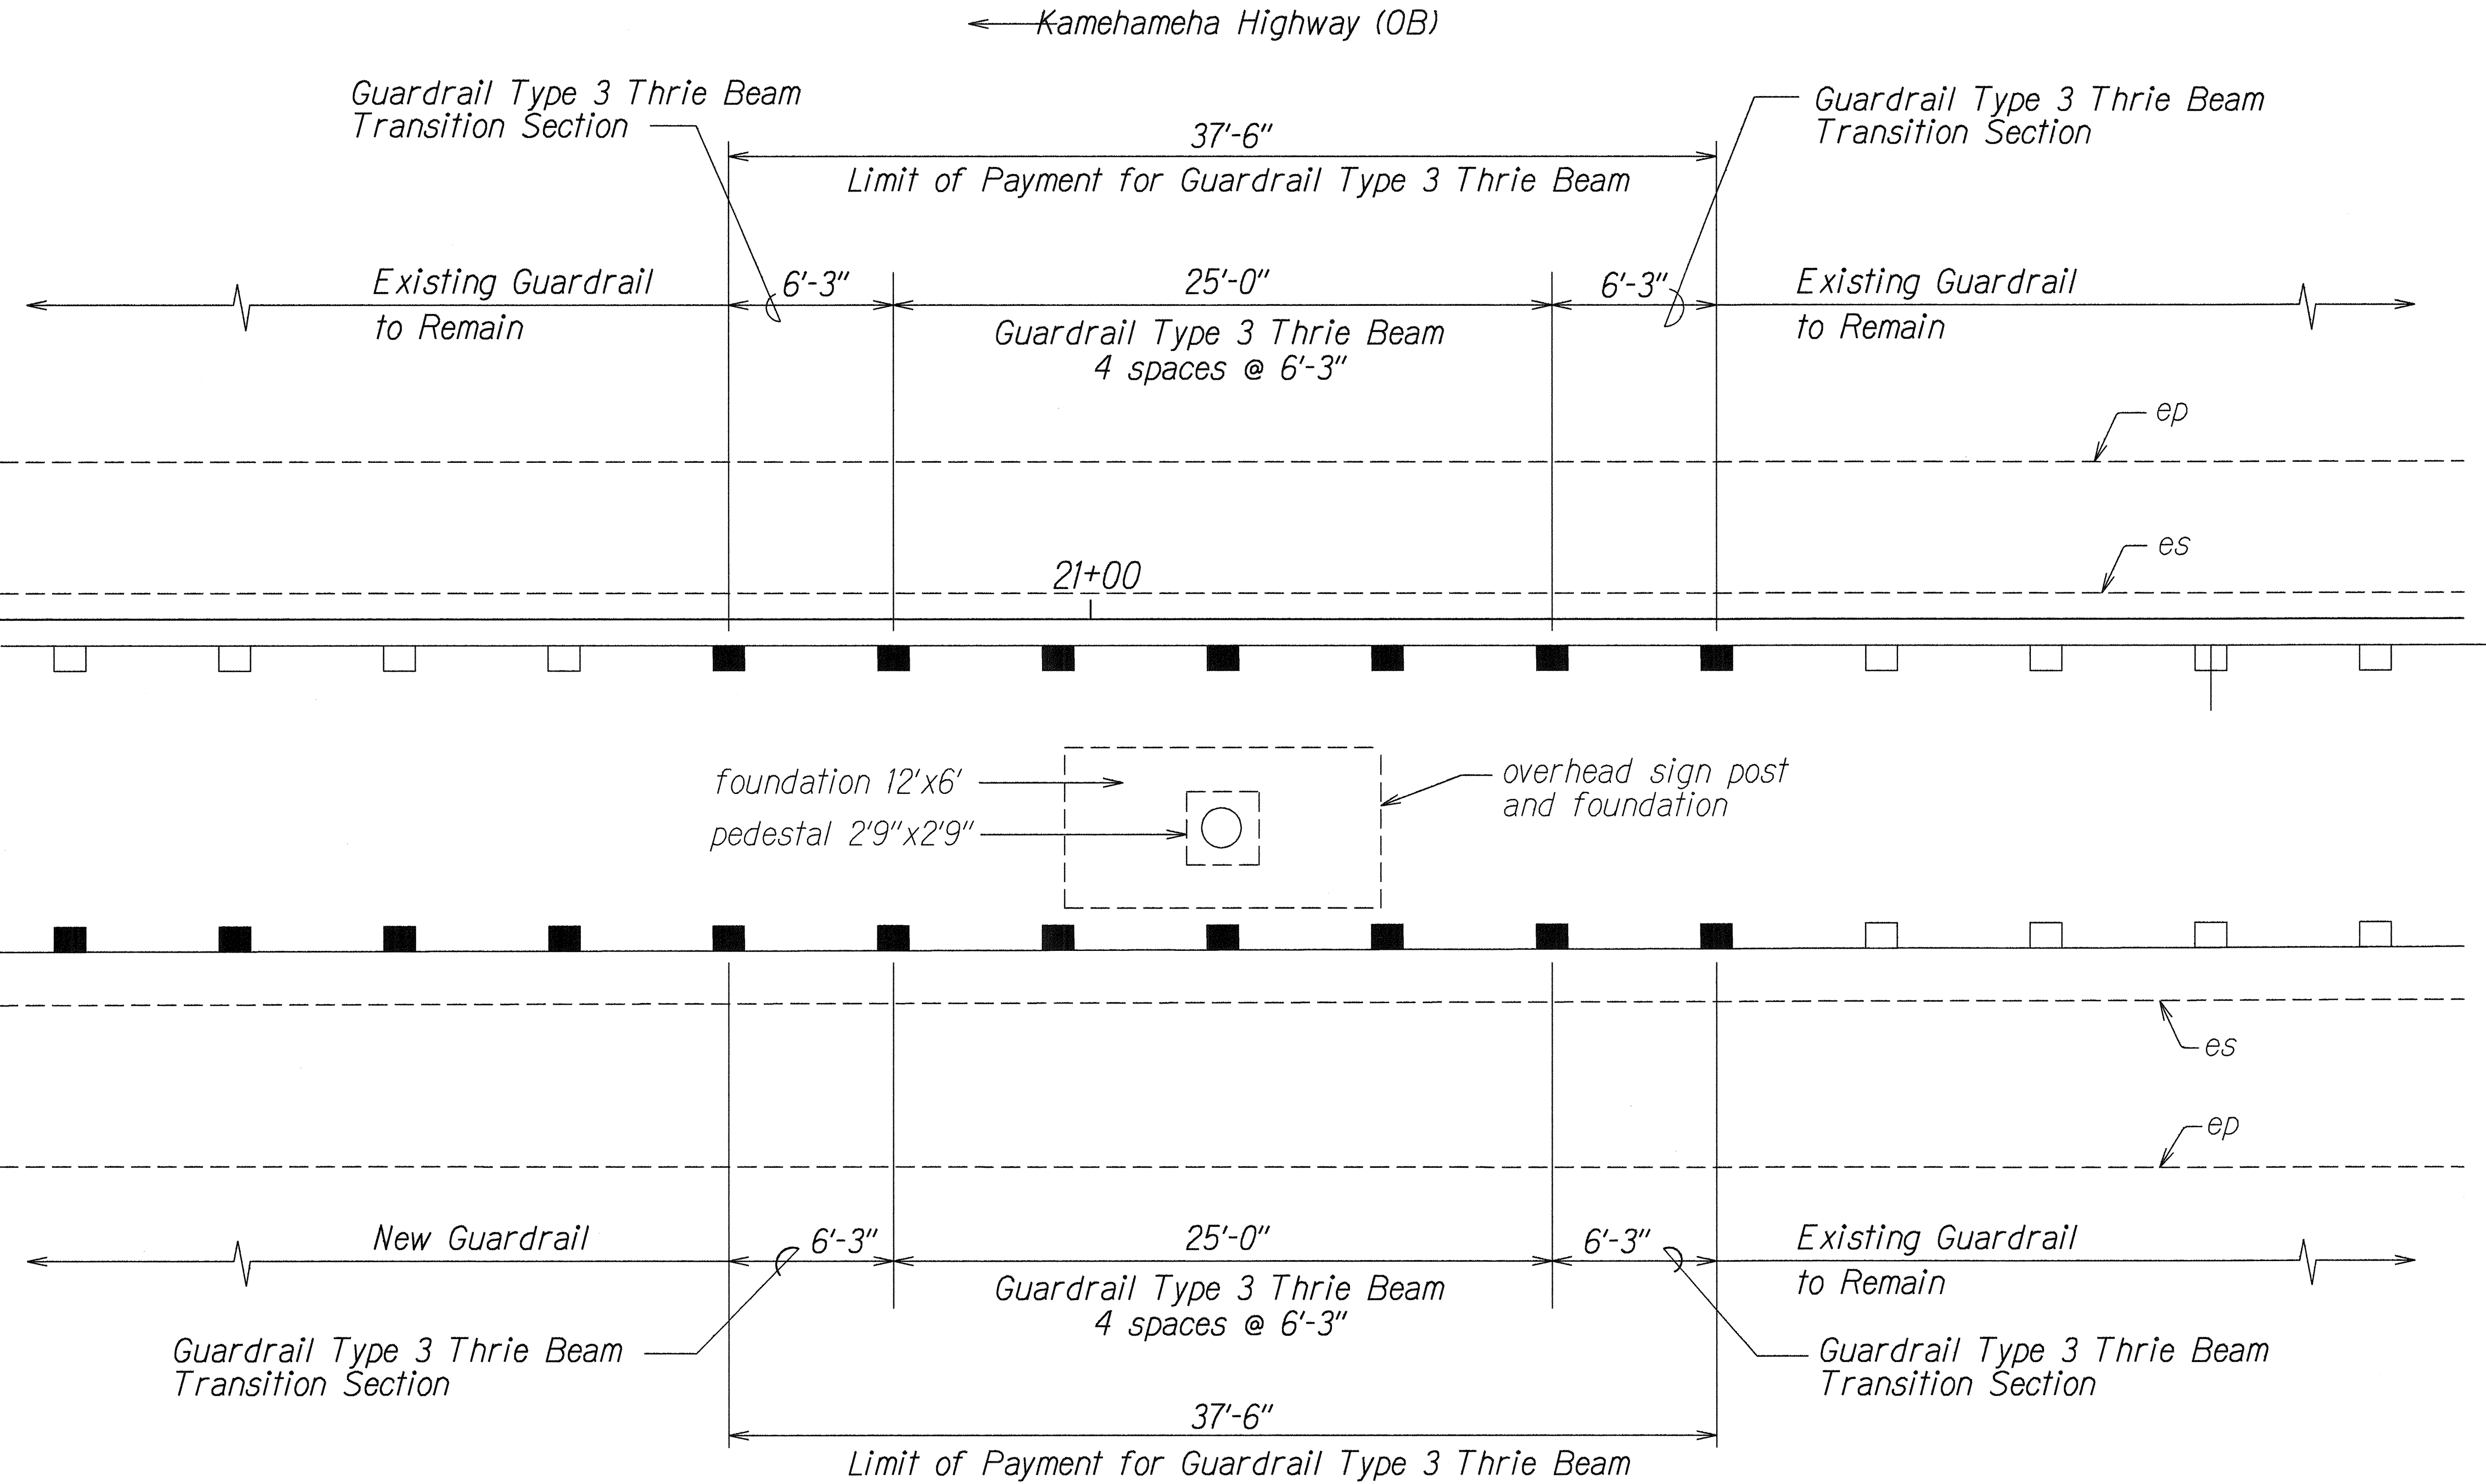 Kamehameha Highway (OB)
Guardrail Type 3 Thrie Beam
Transition Section
Guardrail Type 3 Thrie Beam
Transition Section
37'-6"
Limit of Payment for Guardrail Type 3 Thrie Beam
Existing Guardrail
to Remain
6'-3"
25'-0"
Guardrail Type 3 Thrie Beam
4 spaces @ 6'-3"
6'-3"
Existing Guardrail
to Remain
ep
es
21+00
foundation 12'x6'
pedestal 2'9"x2'9"
overhead sign post
and foundation
es
ep
New Guardrail
6'-3"
25'-0"
Guardrail Type 3 Thrie Beam
4 spaces @ 6'-3"
6'-3"
Existing Guardrail
to Remain
Guardrail Type 3 Thrie Beam
Transition Section
Guardrail Type 3 Thrie Beam
Transition Section
37'-6"
Limit of Payment for Guardrail Type 3 Thrie Beam